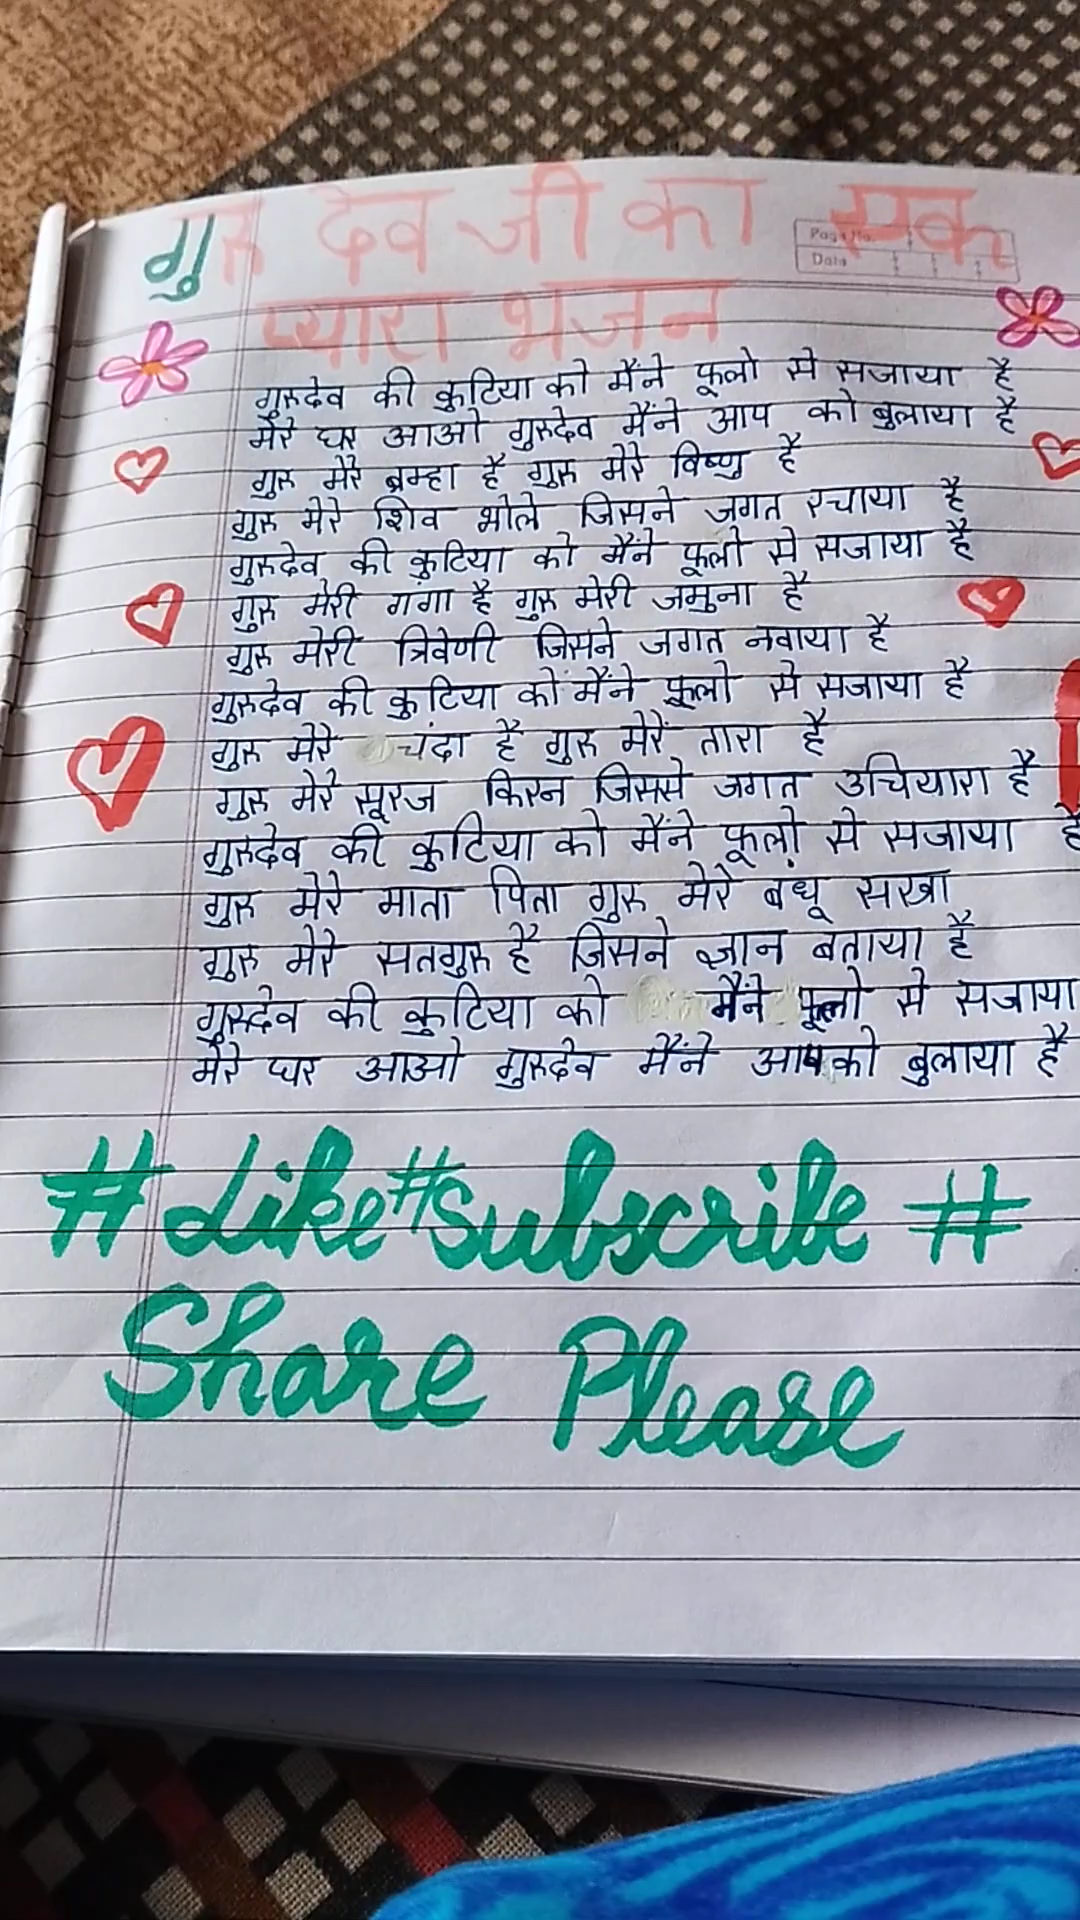 गुरु देव जी का एक
Page No.
Date
प्यारा भजन
गुरुदेव की कुटिया को मैंने फूलो से सजाया है
मेरे घर आओ गुरुदेव मैंने आप को बुलाया है
गुरु मेरे ब्रम्हा है गुरु मेरे विष्णु है
गुरु मेरे शिव भोले जिसने जगत रचाया है
गुरुदेव की कुटिया को मैंने फूलो से सजाया है
गुरु मेरी गंगा है गुरु मेरी जमुना है
गुरु मेरी त्रिवेणी जिसने जगत नवाया है
गुरुदेव की कुटिया को मैंने फूलो से सजाया है
गुरु मेरे चंदा है गुरु मेरे तारा है
गुरु मेरे सूरज किरन जिससे जगत उचियारा है
गुरुदेव की कुटिया को मैंने फूलो से सजाया है
गुरु मेरे माता पिता गुरु मेरे बंधू सखा
गुरु मेरे सतगुरु है जिसने ज्ञान बताया है
गुरुदेव की कुटिया को मैंने फूलो से सजाया
मेरे घर आओ गुरुदेव मैंने आपको बुलाया है
#Like#subscribe #
Share Please